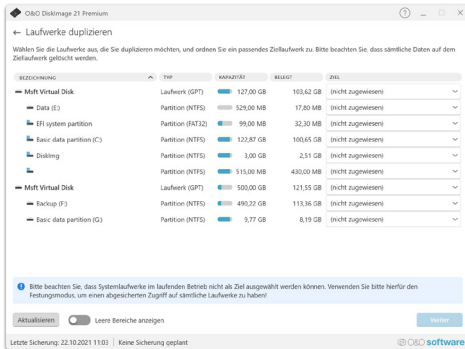 O&O DiskImage 21 Premium
← Laufwerke duplizieren
Wählen Sie die Laufwerke aus, die Sie duplizieren möchten, und ordnen Sie ein passendes Ziellaufwerk zu. Bitte beachten Sie, dass sämtliche Daten auf dem
Ziellaufwerk gelöscht werden.
BEZEICHNUNG TYP KAPAZITÄT BELEGT ZIEL
Msft Virtual Disk Laufwerk (GPT) 127,00 GB 103,62 GB (nicht zugewiesen)
Data (E:) Partition (NTFS) 529,00 MB 17,80 MB (nicht zugewiesen)
EFI system partition Partition (FAT32) 99,00 MB 32,30 MB (nicht zugewiesen)
Basic data partition (C:) Partition (NTFS) 122,87 GB 100,65 GB (nicht zugewiesen)
DiskImg Partition (NTFS) 3,00 GB 2,51 GB (nicht zugewiesen)
Partition (NTFS) 515,00 MB 430,00 MB (nicht zugewiesen)
Msft Virtual Disk Laufwerk (GPT) 500,00 GB 121,55 GB (nicht zugewiesen)
Backup (F:) Partition (NTFS) 490,22 GB 113,36 GB (nicht zugewiesen)
Basic data partition (G:) Partition (NTFS) 9,77 GB 8,19 GB (nicht zugewiesen)
Bitte beachten Sie, dass Systemlaufwerke im laufenden Betrieb nicht als Ziel ausgewählt werden können. Verwenden Sie bitte hierfür den
Festungsmodus, um einen abgesicherten Zugriff auf sämtliche Laufwerke zu haben!
Aktualisieren Leere Bereiche anzeigen Weiter
Letzte Sicherung: 22.10.2021 11:03 | Keine Sicherung geplant O&O software